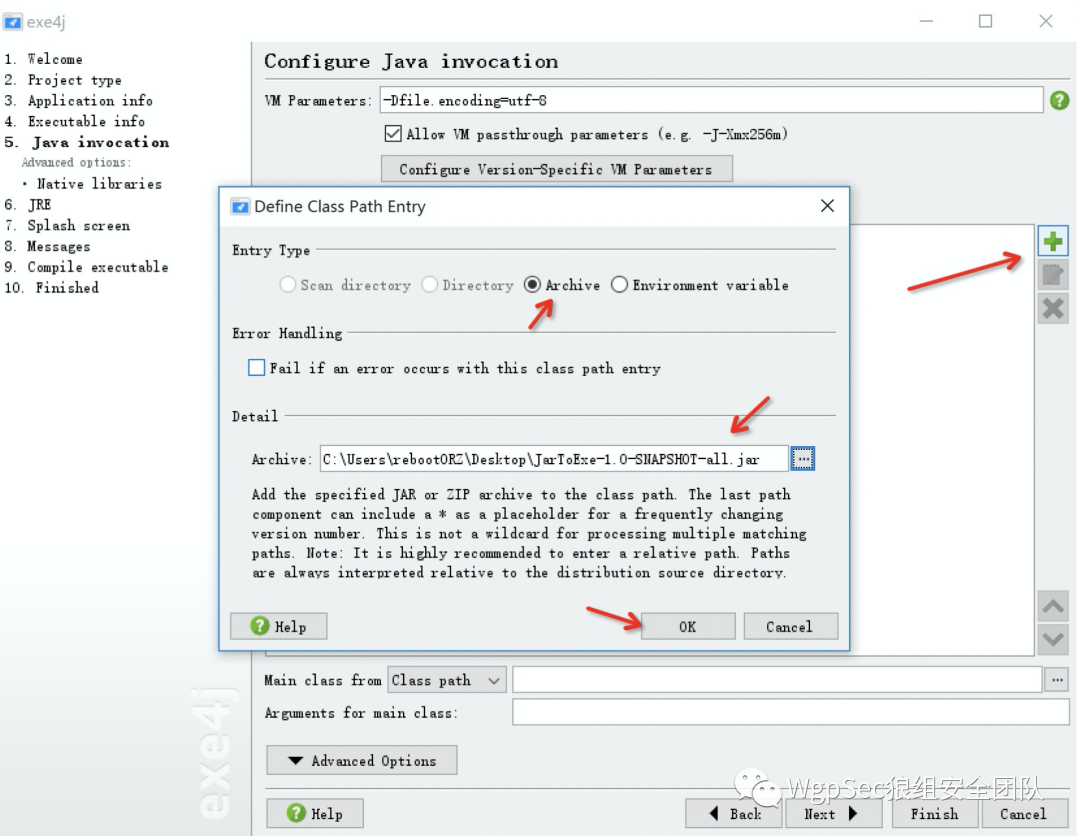 exe4j
1. Welcome
2. Project type
3. Application info
4. Executable info
5. Java invocation
Advanced options:
· Native libraries
6. JRE
7. Splash screen
8. Messages
9. Compile executable
10. Finished
exe4j
Configure Java invocation
VM Parameters: -Dfile.encoding=utf-8
Allow VM passthrough parameters (e.g. -J-Xmx256m)
Configure Version-Specific VM Parameters
Define Class Path Entry
Entry Type
Scan directory Directory Archive Environment variable
Error Handling
Fail if an error occurs with this class path entry
Detail
Archive: C:\Users\rebootORZ\Desktop\JarToExe-1.0-SNAPSHOT-all.jar ...
Add the specified JAR or ZIP archive to the class path. The last path
component can include a * as a placeholder for a frequently changing
version number. This is not a wildcard for processing multiple matching
paths. Note: It is highly recommended to enter a relative path. Paths
are always interpreted relative to the distribution source directory.
Help OK Cancel
Main class from Class path ...
Arguments for main class:
Advanced Options
WgpSec狼组安全团队
Help Back Next Finish Cancel